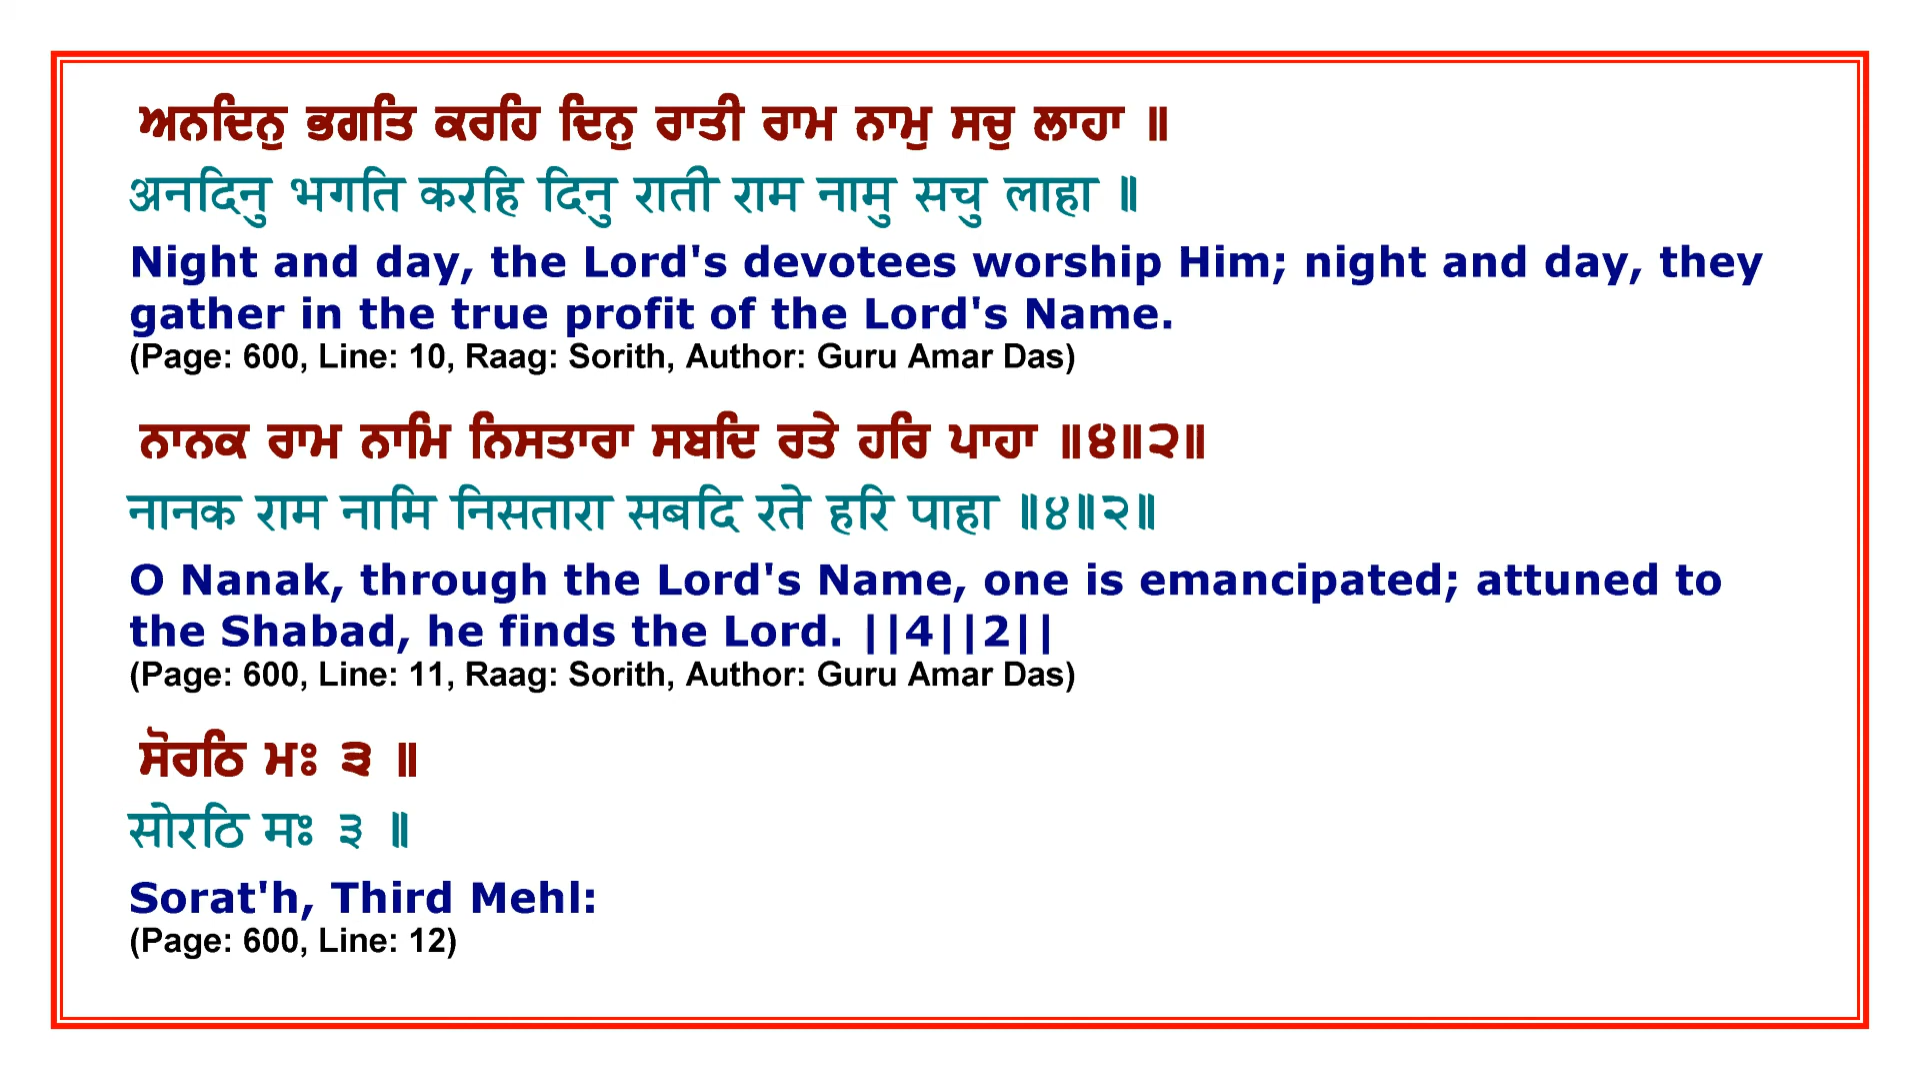 ਅਨਦਿਨੁ ਭਗਤਿ ਕਰਹਿ ਦਿਨੁ ਰਾਤੀ ਰਾਮ ਨਾਮੁ ਸਚੁ ਲਾਹਾ ॥
अनदिनु भगति करहि दिनु राती राम नामु सचु लाहा ॥
Night and day, the Lord's devotees worship Him; night and day, they
gather in the true profit of the Lord's Name.
(Page: 600, Line: 10, Raag: Sorith, Author: Guru Amar Das)
ਨਾਨਕ ਰਾਮ ਨਾਮਿ ਨਿਸਤਾਰਾ ਸਬਦਿ ਰਤੇ ਹਰਿ ਪਾਹਾ ॥੪॥੨॥
नानक राम नामि निसतारा सबदि रते हरि पाहा ॥४॥२॥
O Nanak, through the Lord's Name, one is emancipated; attuned to
the Shabad, he finds the Lord. ||4||2||
(Page: 600, Line: 11, Raag: Sorith, Author: Guru Amar Das)
ਸੋਰਠਿ ਮਃ ੩ ॥
सोरठि मः ३ ॥
Sorat'h, Third Mehl:
(Page: 600, Line: 12)